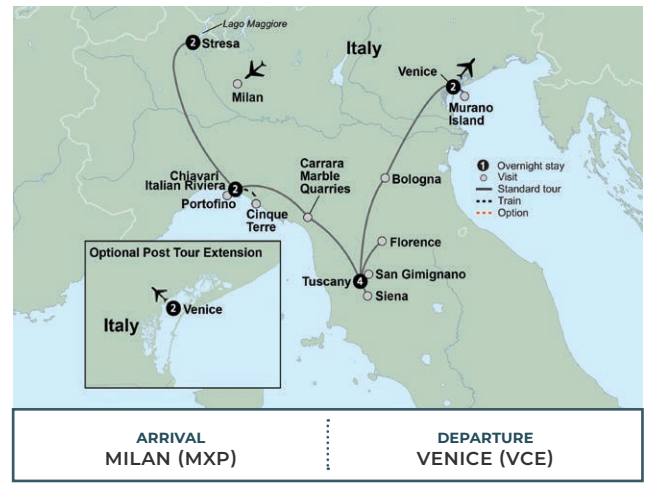 Lago Maggiore
2
Stresa
Italy
Milan
Venice
2
Murano
Island
Chiavari
Italian Riviera
2
Portofino
Cinque
Terre
Carrara
Marble
Quarries
Bologna
1 Overnight stay
Visit
Standard tour
Train
Option
Florence
San Gimignano
Tuscany
4
Siena
Optional Post Tour Extension
2
Venice
Italy
ARRIVAL
MILAN (MXP)
DEPARTURE
VENICE (VCE)